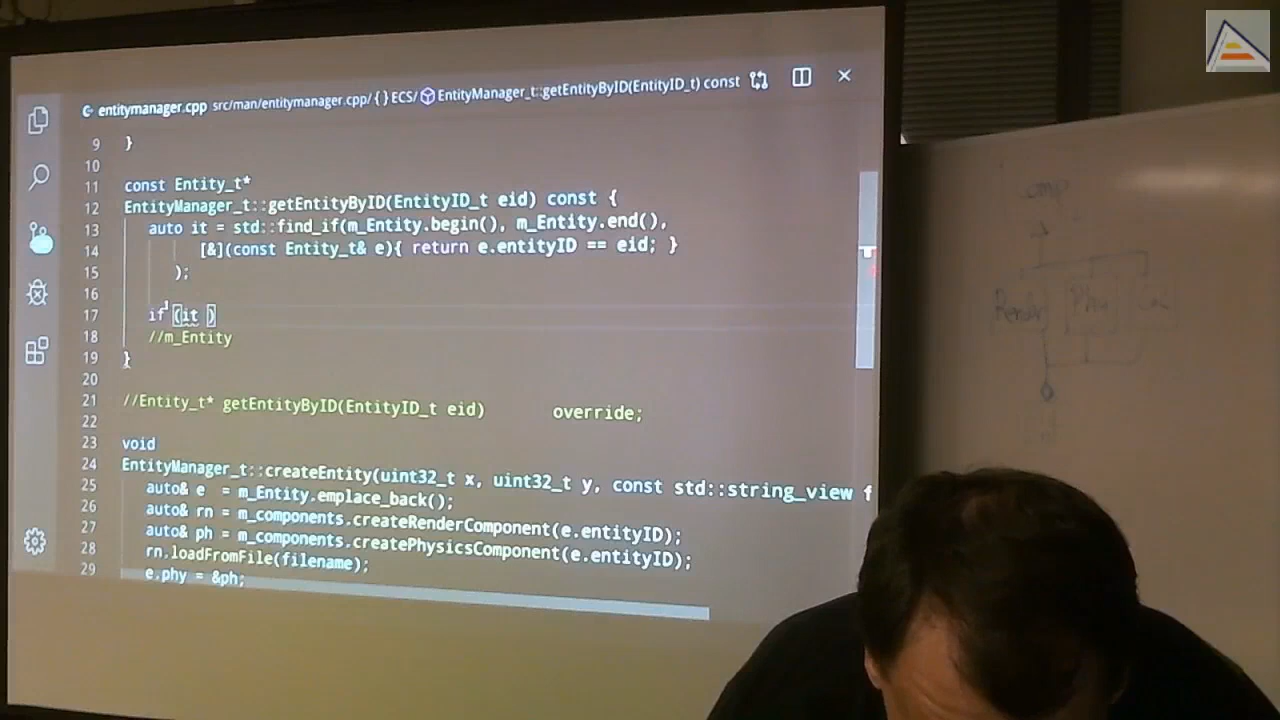 entitymanager.cpp src/man/entitymanager.cpp/ { } ECS/ EntityManager_t::getEntityByID(EntityID_t) const
9 }
10
11 const Entity_t*
12 EntityManager_t::getEntityByID(EntityID_t eid) const {
13 auto it = std::find_if(m_Entity.begin(), m_Entity.end(),
14 [&](const Entity_t& e){ return e.entityID == eid; }
15 );
16
17 if (it )
18 //m_Entity
19 }
20
21 //Entity_t* getEntityByID(EntityID_t eid) override;
22
23 void
24 EntityManager_t::createEntity(uint32_t x, uint32_t y, const std::string_view f
25 auto& e = m_Entity.emplace_back();
26 auto& rn = m_components.createRenderComponent(e.entityID);
27 auto& ph = m_components.createPhysicsComponent(e.entityID);
28 rn.loadFromFile(filename);
29 e.phy = &ph;
Render